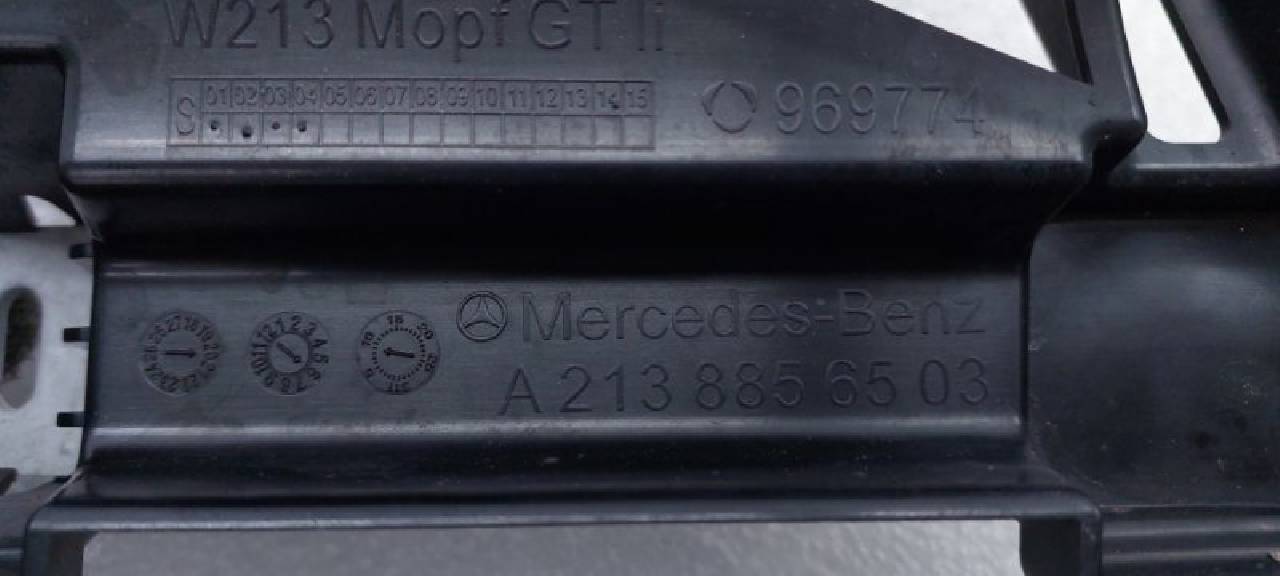 W213 Mopf GT li
S 01 02 03 04 05 06 07 08 09 10 11 12 13 14 15
969774
Mercedes-Benz
A 213 885 65 03